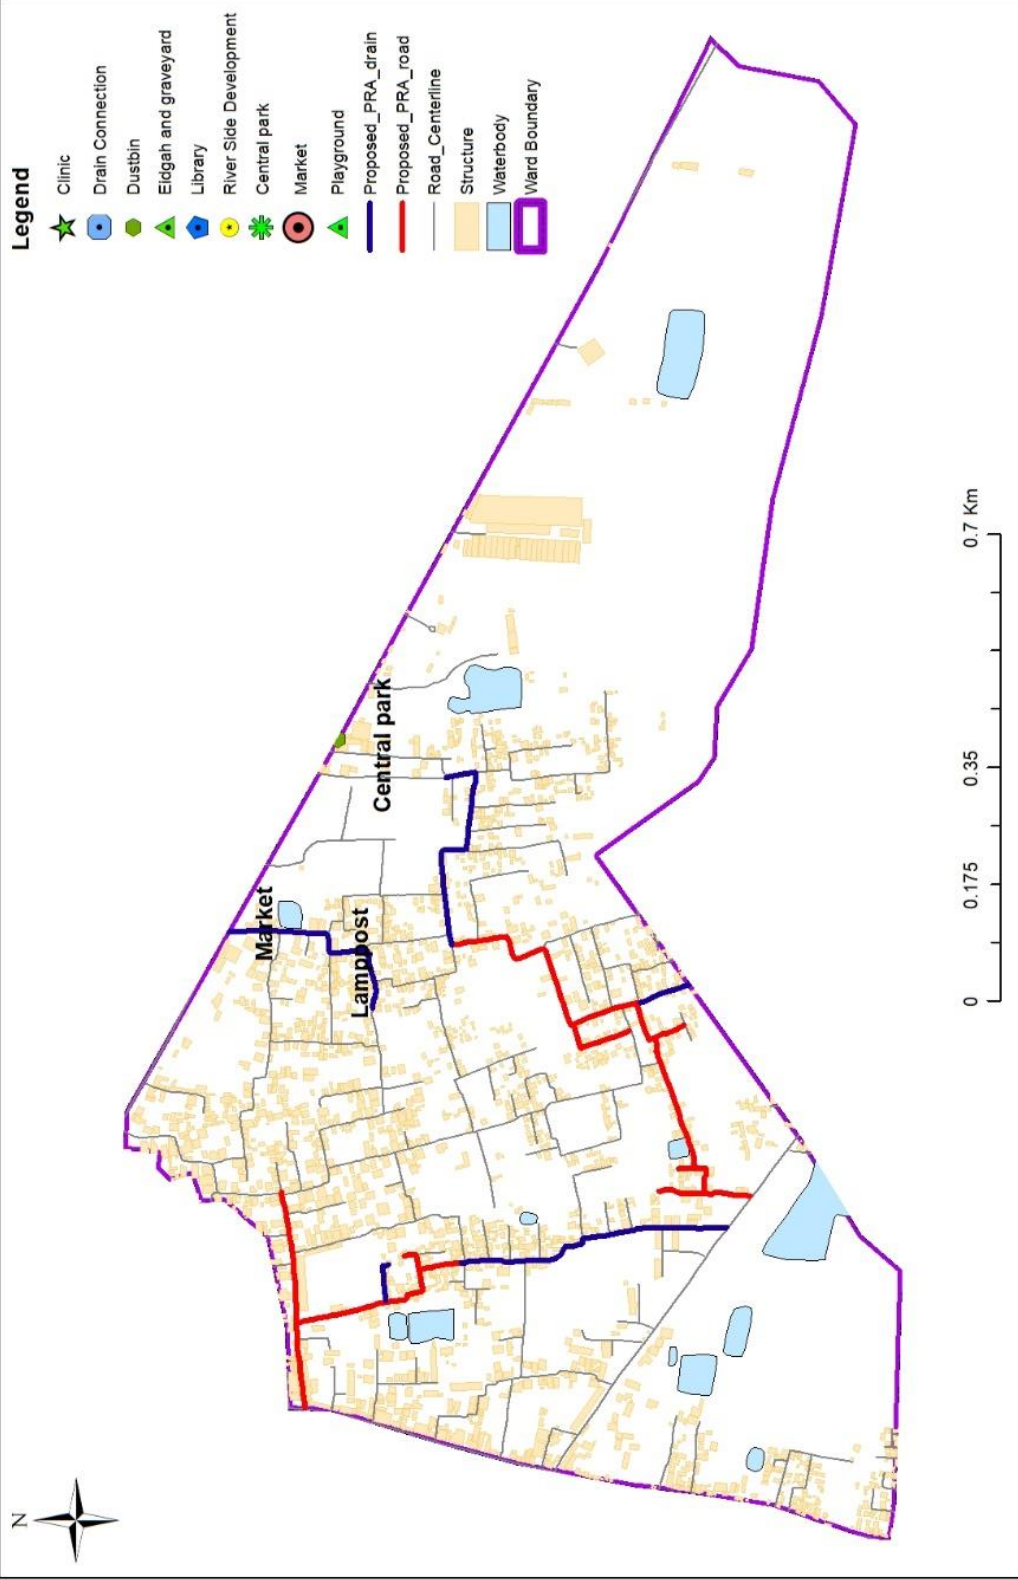 Legend
Clinic
Drain Connection
Dustbin
Eidgah and graveyard
Library
River Side Development
Central park
Market
Playground
Proposed_PRA_drain
Proposed_PRA_road
Road_Centerline
Structure
Waterbody
Ward Boundary
N
Market
Lamppost
Central park
0 0.175 0.35 0.7 Km